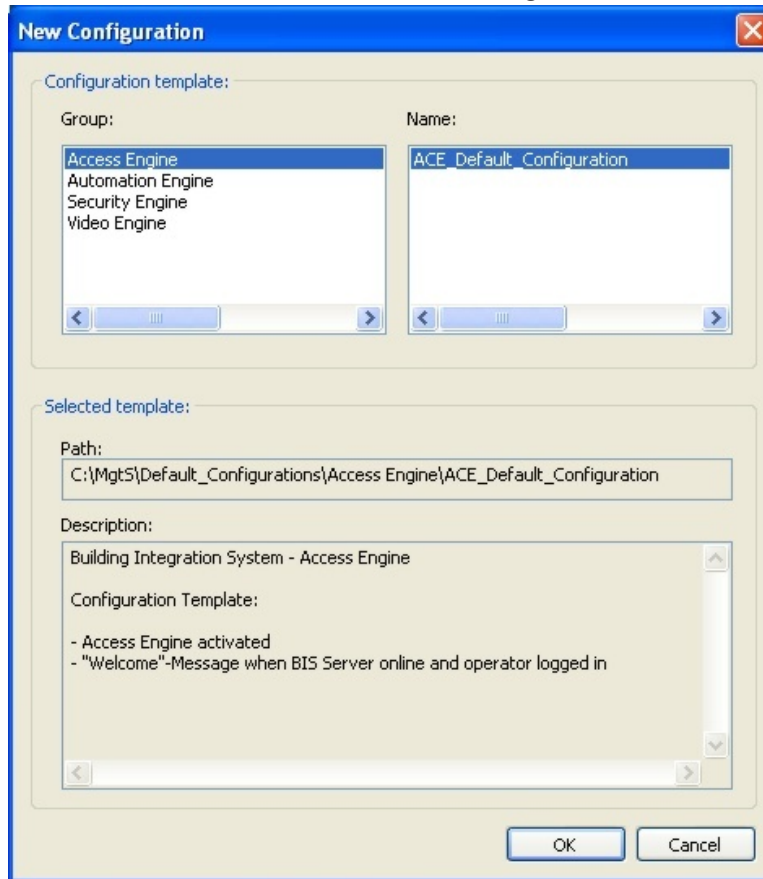 New Configuration
Configuration template:
Group:
Name:
Access Engine
Automation Engine
Security Engine
Video Engine
ACE_Default_Configuration
Selected template:
Path:
C:\MgtS\Default_Configurations\Access Engine\ACE_Default_Configuration
Description:
Building Integration System - Access Engine
Configuration Template:
- Access Engine activated
- "Welcome"-Message when BIS Server online and operator logged in
OK
Cancel